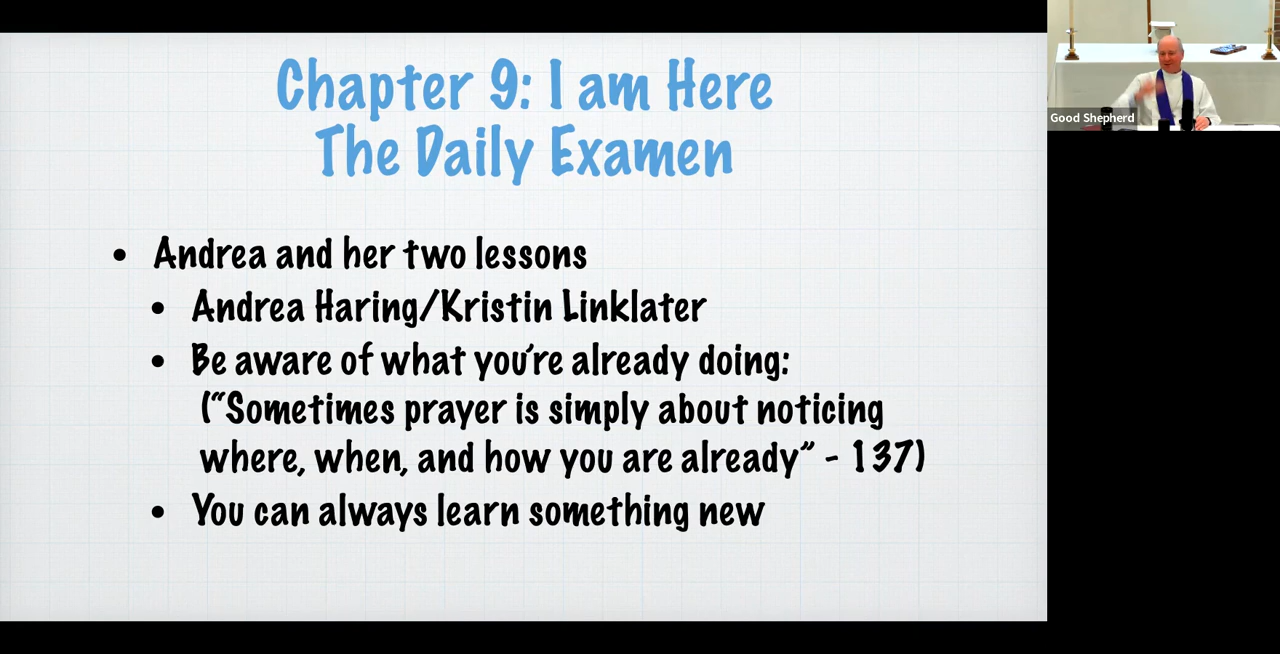 Chapter 9: I am Here
The Daily Examen
• Andrea and her two lessons
• Andrea Haring/Kristin Linklater
• Be aware of what you're already doing:
(“Sometimes prayer is simply about noticing
where, when, and how you are already” - 137)
• You can always learn something new
Good Shepherd